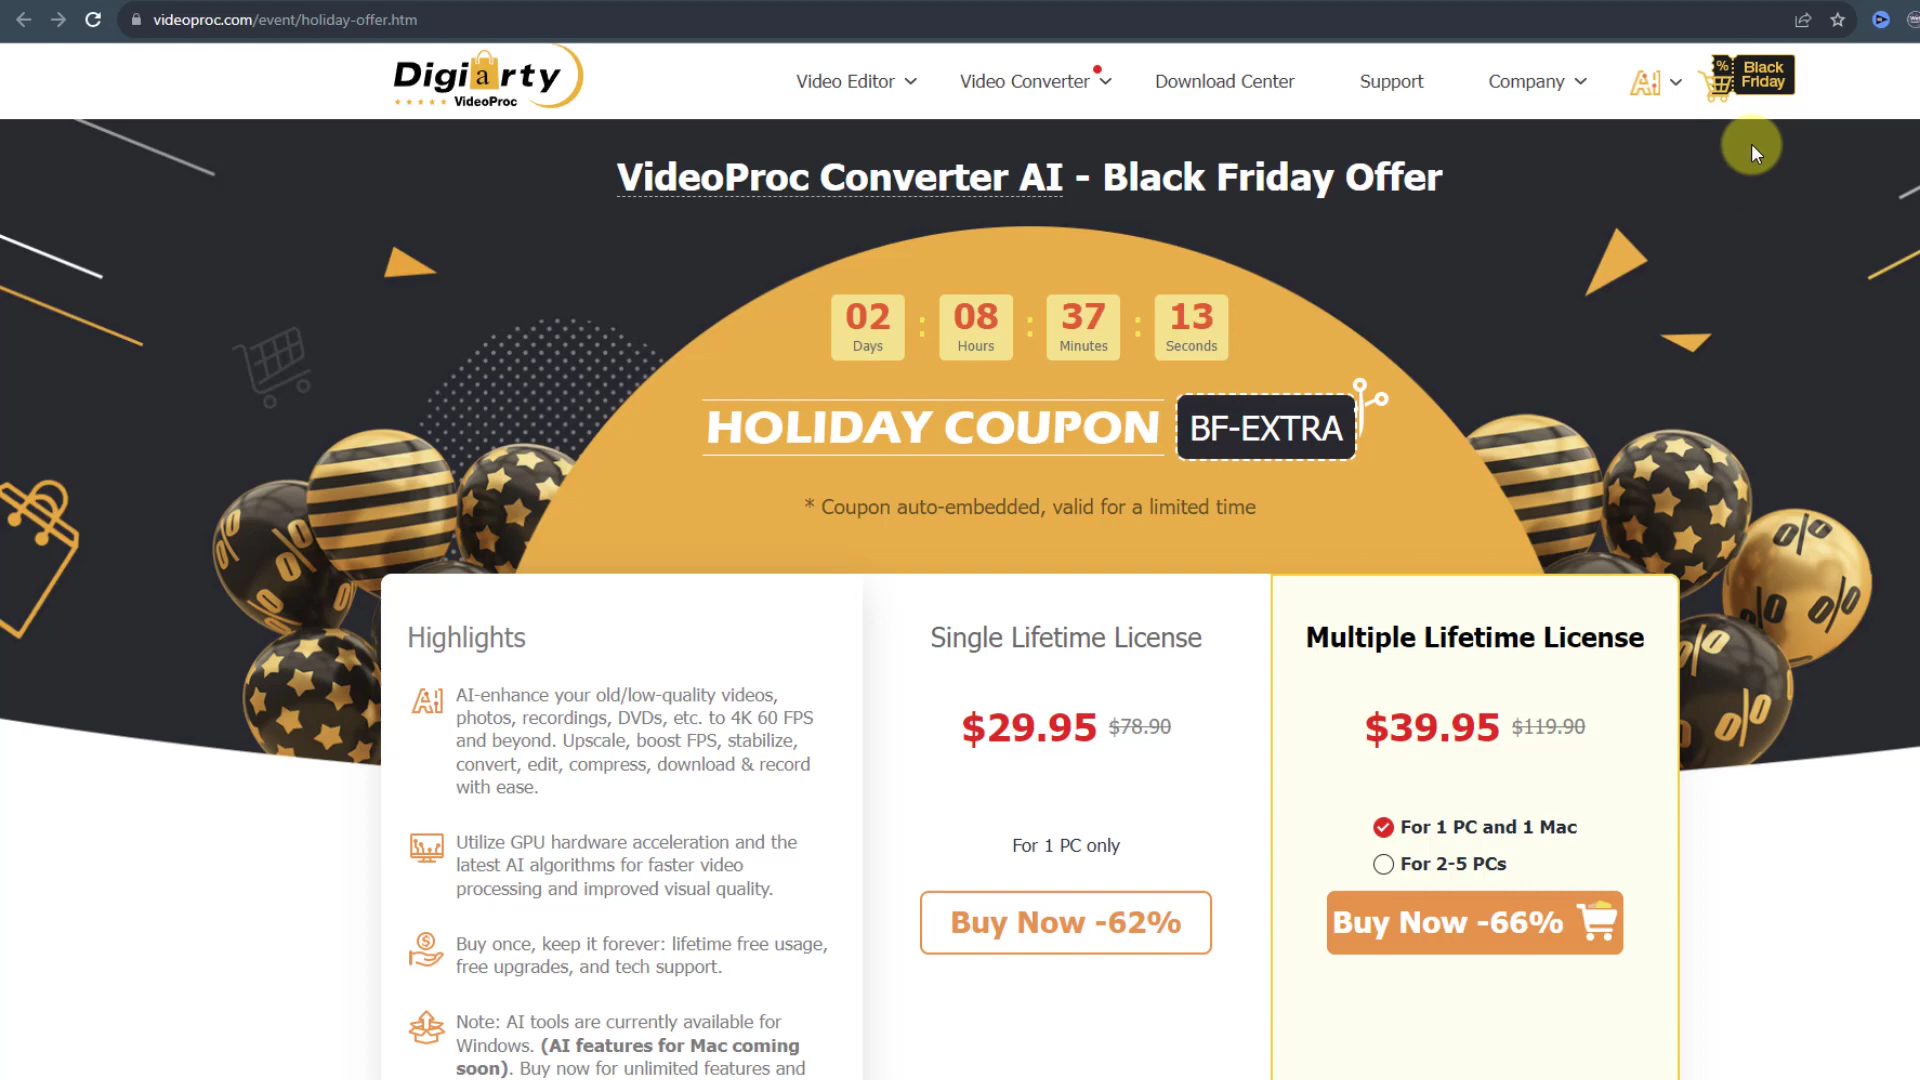 videoproc.com/event/holiday-offer.htm
Digiarty
VideoProc
Video Editor
Video Converter
Download Center
Support
Company
AI
%
Black
Friday
VideoProc Converter AI - Black Friday Offer
02 : 08 : 37 : 13
Days Hours Minutes Seconds
HOLIDAY COUPON BF-EXTRA
* Coupon auto-embedded, valid for a limited time
Highlights
AI
AI-enhance your old/low-quality videos,
photos, recordings, DVDs, etc. to 4K 60 FPS
and beyond. Upscale, boost FPS, stabilize,
convert, edit, compress, download & record
with ease.
Utilize GPU hardware acceleration and the
latest AI algorithms for faster video
processing and improved visual quality.
Buy once, keep it forever: lifetime free usage,
free upgrades, and tech support.
Note: AI tools are currently available for
Windows. (AI features for Mac coming
soon). Buy now for unlimited features and
Single Lifetime License
$29.95 $78.90
For 1 PC only
Buy Now -62%
Multiple Lifetime License
$39.95 $119.90
For 1 PC and 1 Mac
For 2-5 PCs
Buy Now -66%